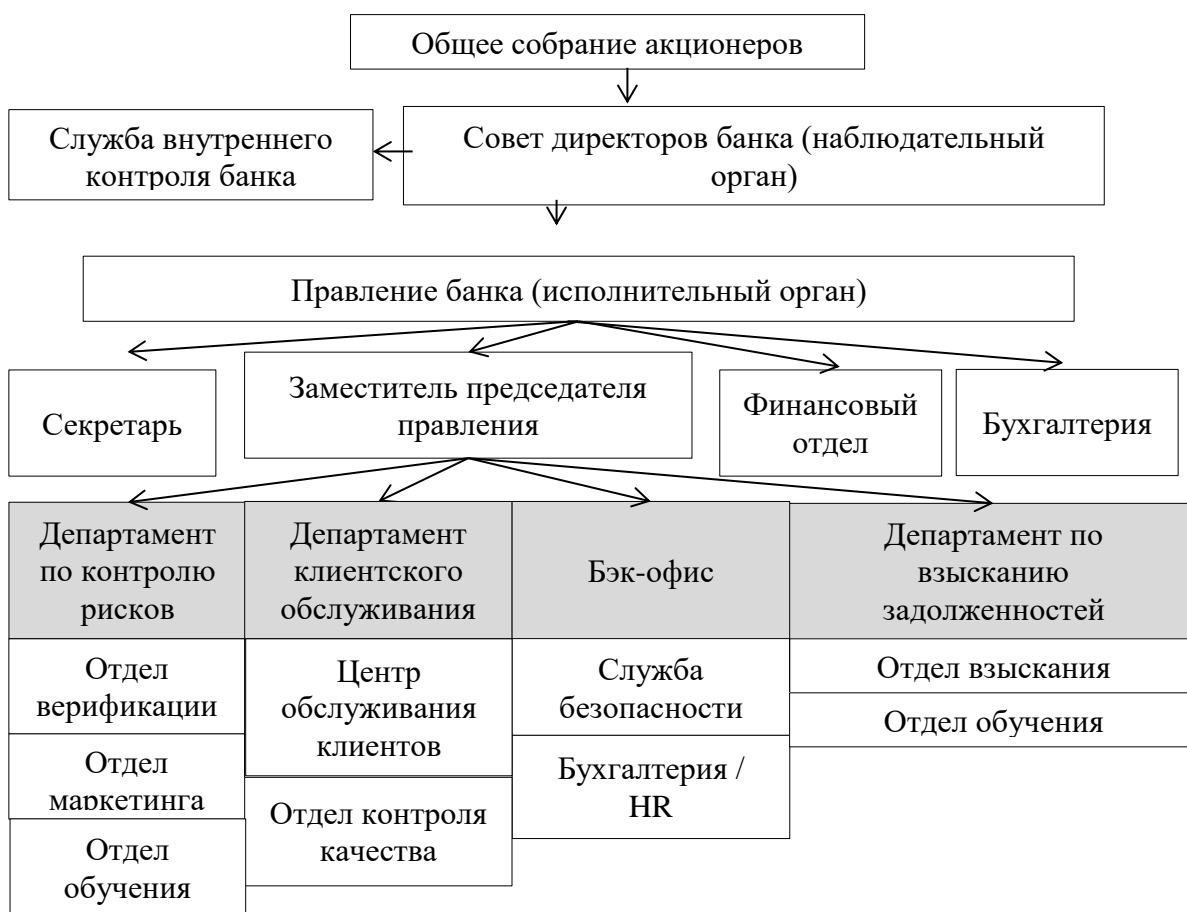 Общее собрание акционеров
Служба внутреннего
контроля банка
Совет директоров банка (наблюдательный
орган)
Правление банка (исполнительный орган)
Секретарь
Заместитель председателя
правления
Финансовый
отдел
Бухгалтерия
Департамент
по контролю
рисков
Департамент
клиентского
обслуживания
Бэк-офис
Департамент по
взысканию
задолженностей
Отдел
верификации
Отдел
маркетинга
Отдел
обучения
Центр
обслуживания
клиентов
Отдел контроля
качества
Служба
безопасности
Бухгалтерия /
HR
Отдел взыскания
Отдел обучения